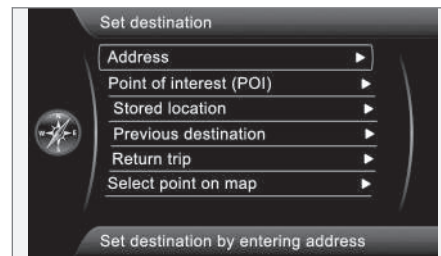 Set destination
Address
Point of interest (POI)
Stored location
Previous destination
Return trip
Select point on map
W E
Set destination by entering address